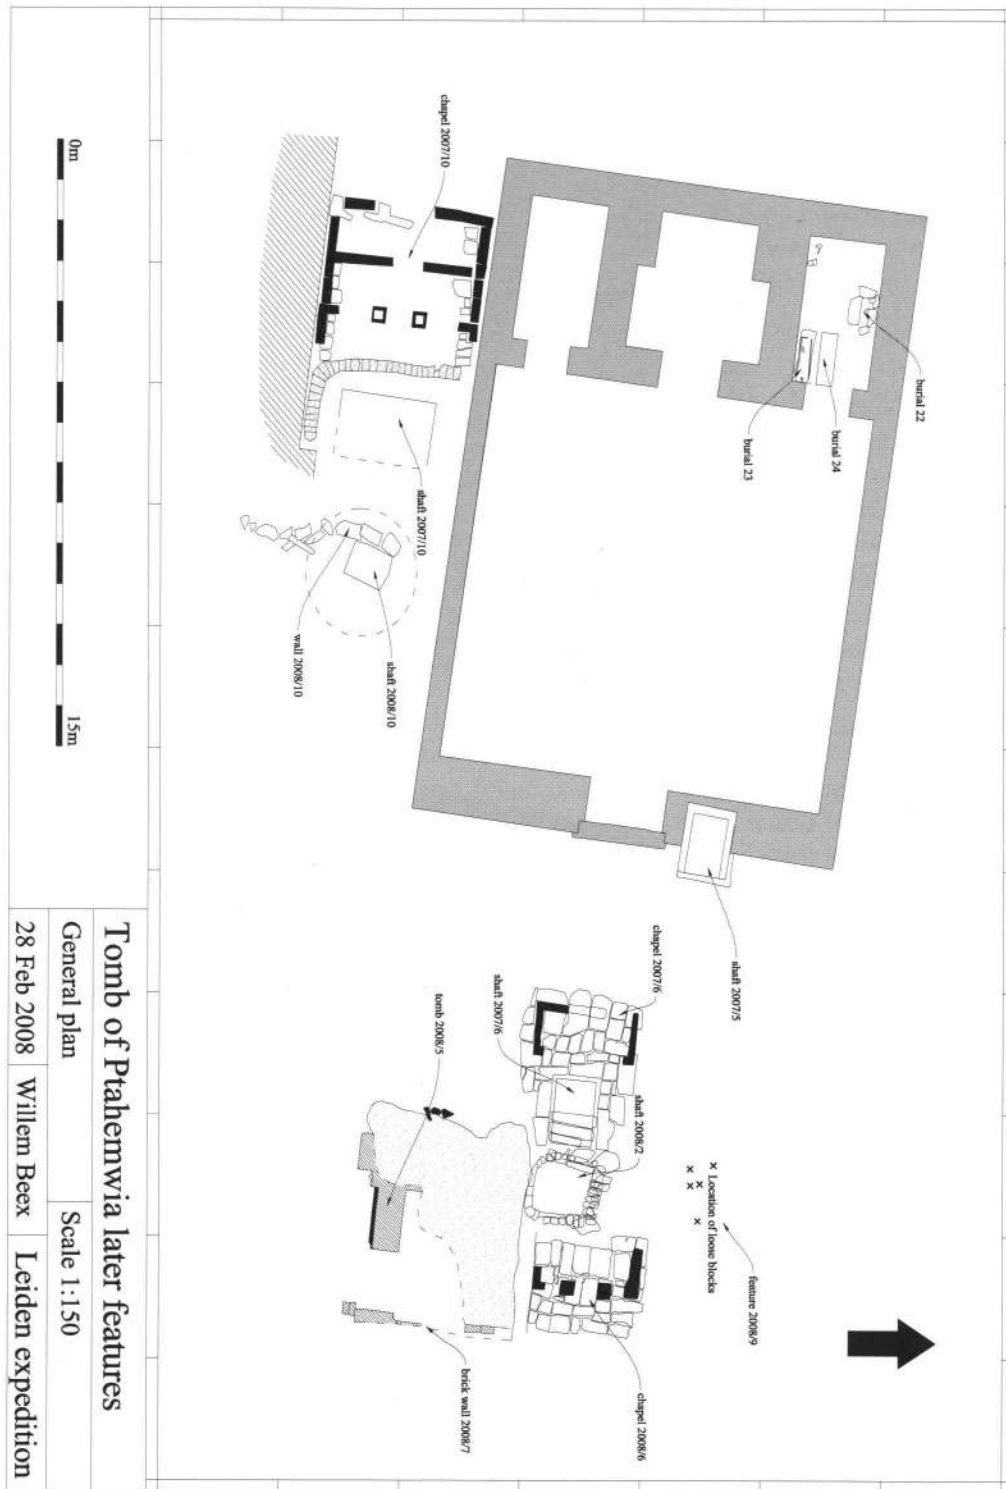 chapel 2007/10
burial 22
burial 24
burial 23
shaft 2007/10
wall 2008/10
shaft 2008/10
shaft 2007/5
chapel 2007/6
shaft 2007/6
tomb 2008/5
shaft 2008/2
Location of loose blocks
feature 2008/9
chapel 2008/6
brick wall 2008/7
0m
15m
Tomb of Ptahemwia later features
General plan
Scale 1:150
28 Feb 2008
Willem Beex
Leiden expedition